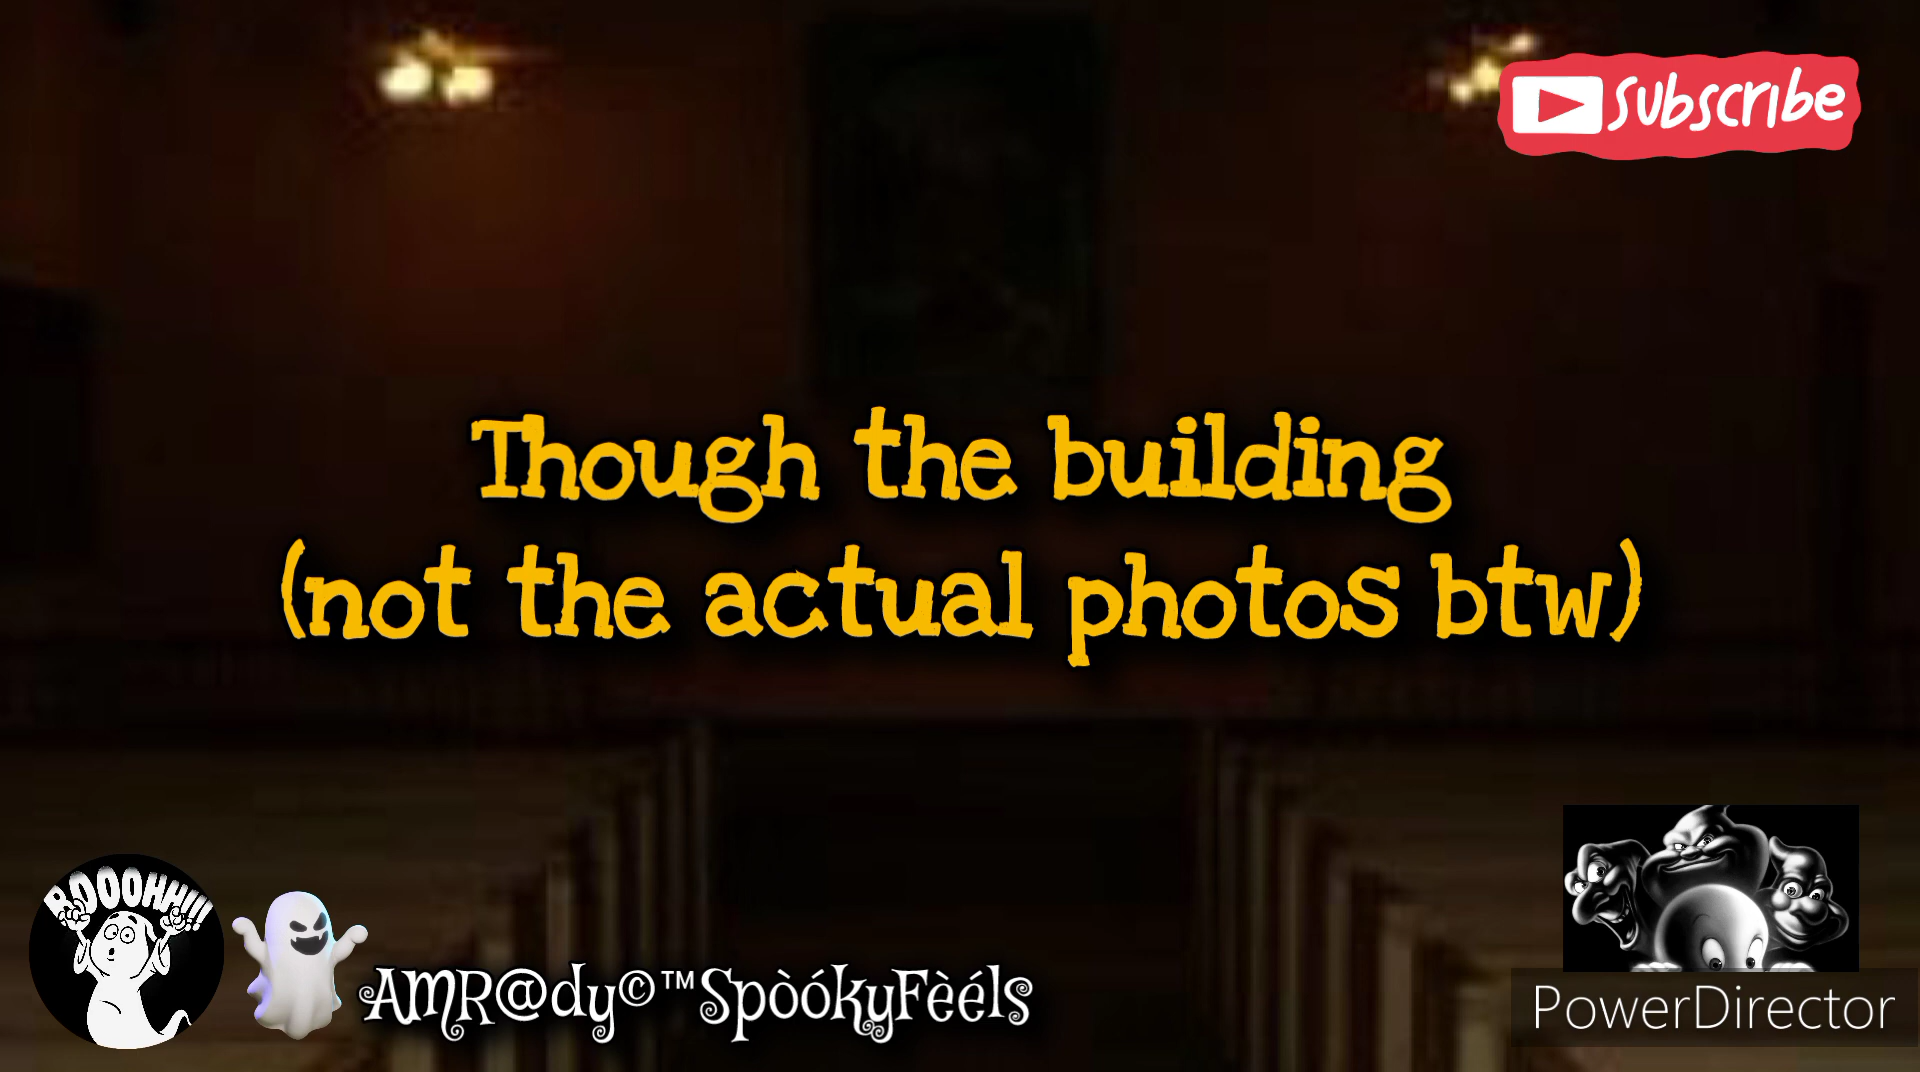 Subscribe
Though the building
(not the actual photos btw)
BOOOHH!!!
AMR@dy©™SpòókyFèéls
PowerDirector